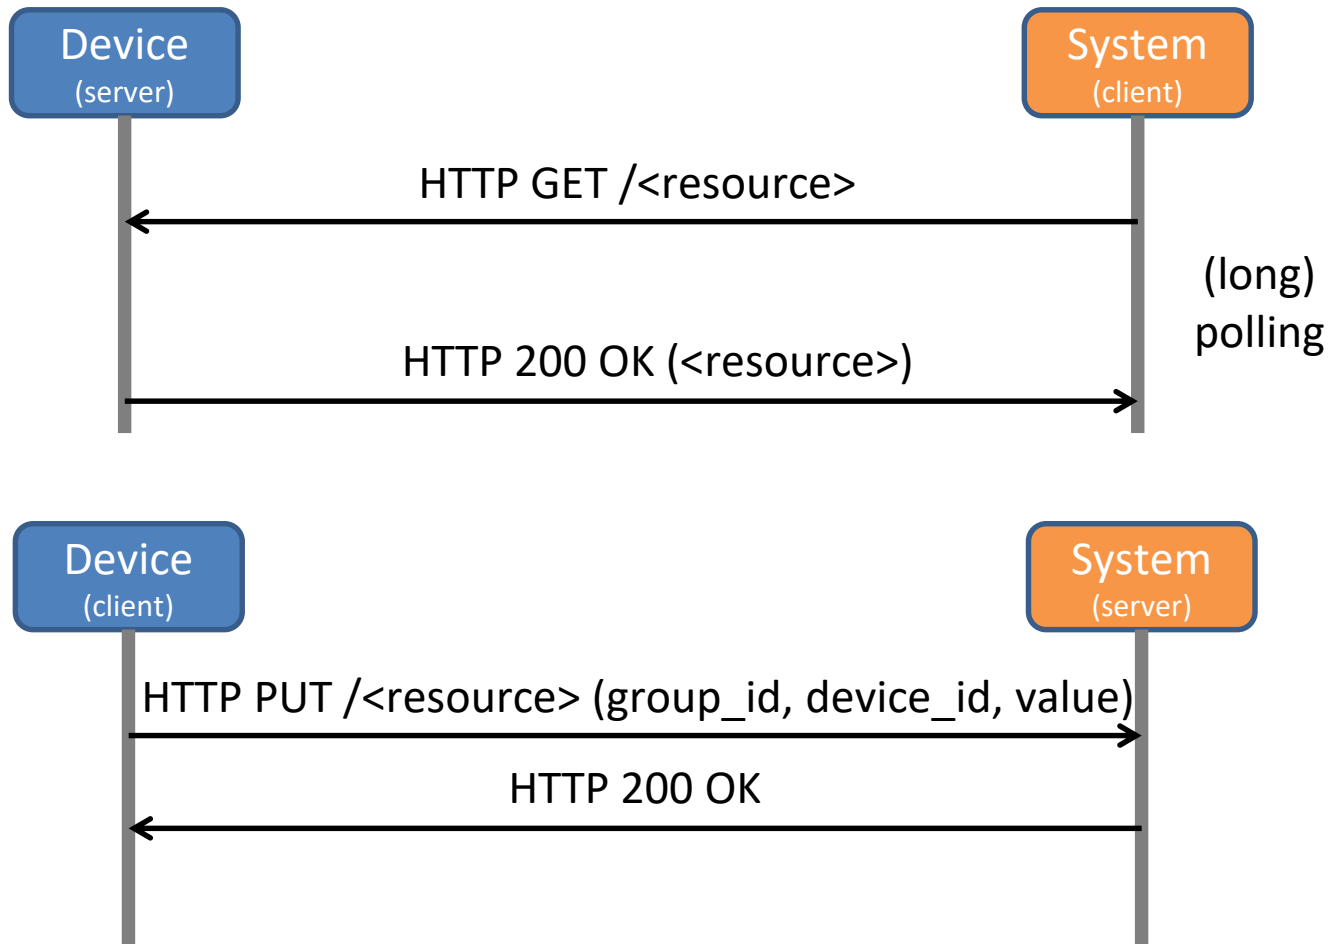 Device
(server)
System
(client)
HTTP GET /<resource>
(long)
polling
HTTP 200 OK (<resource>)
Device
(client)
System
(server)
HTTP PUT /<resource> (group_id, device_id, value)
HTTP 200 OK